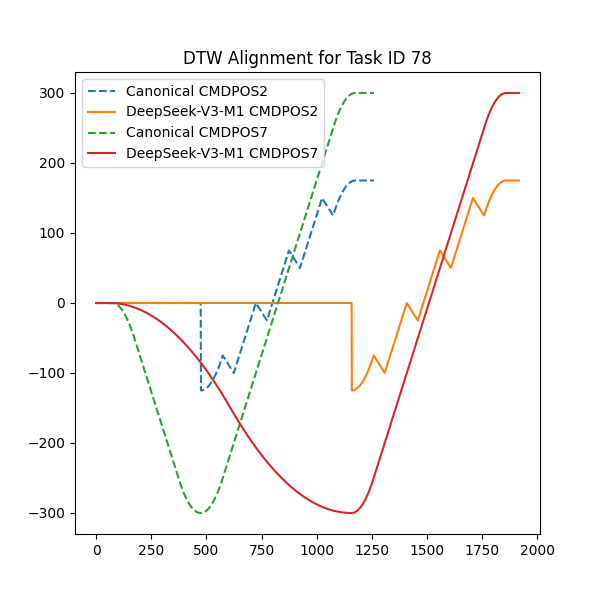 DTW Alignment for Task ID 78
Canonical CMDPOS2
DeepSeek-V3-M1 CMDPOS2
Canonical CMDPOS7
DeepSeek-V3-M1 CMDPOS7
300
200
100
0
−100
−200
−300
0 250 500 750 1000 1250 1500 1750 2000